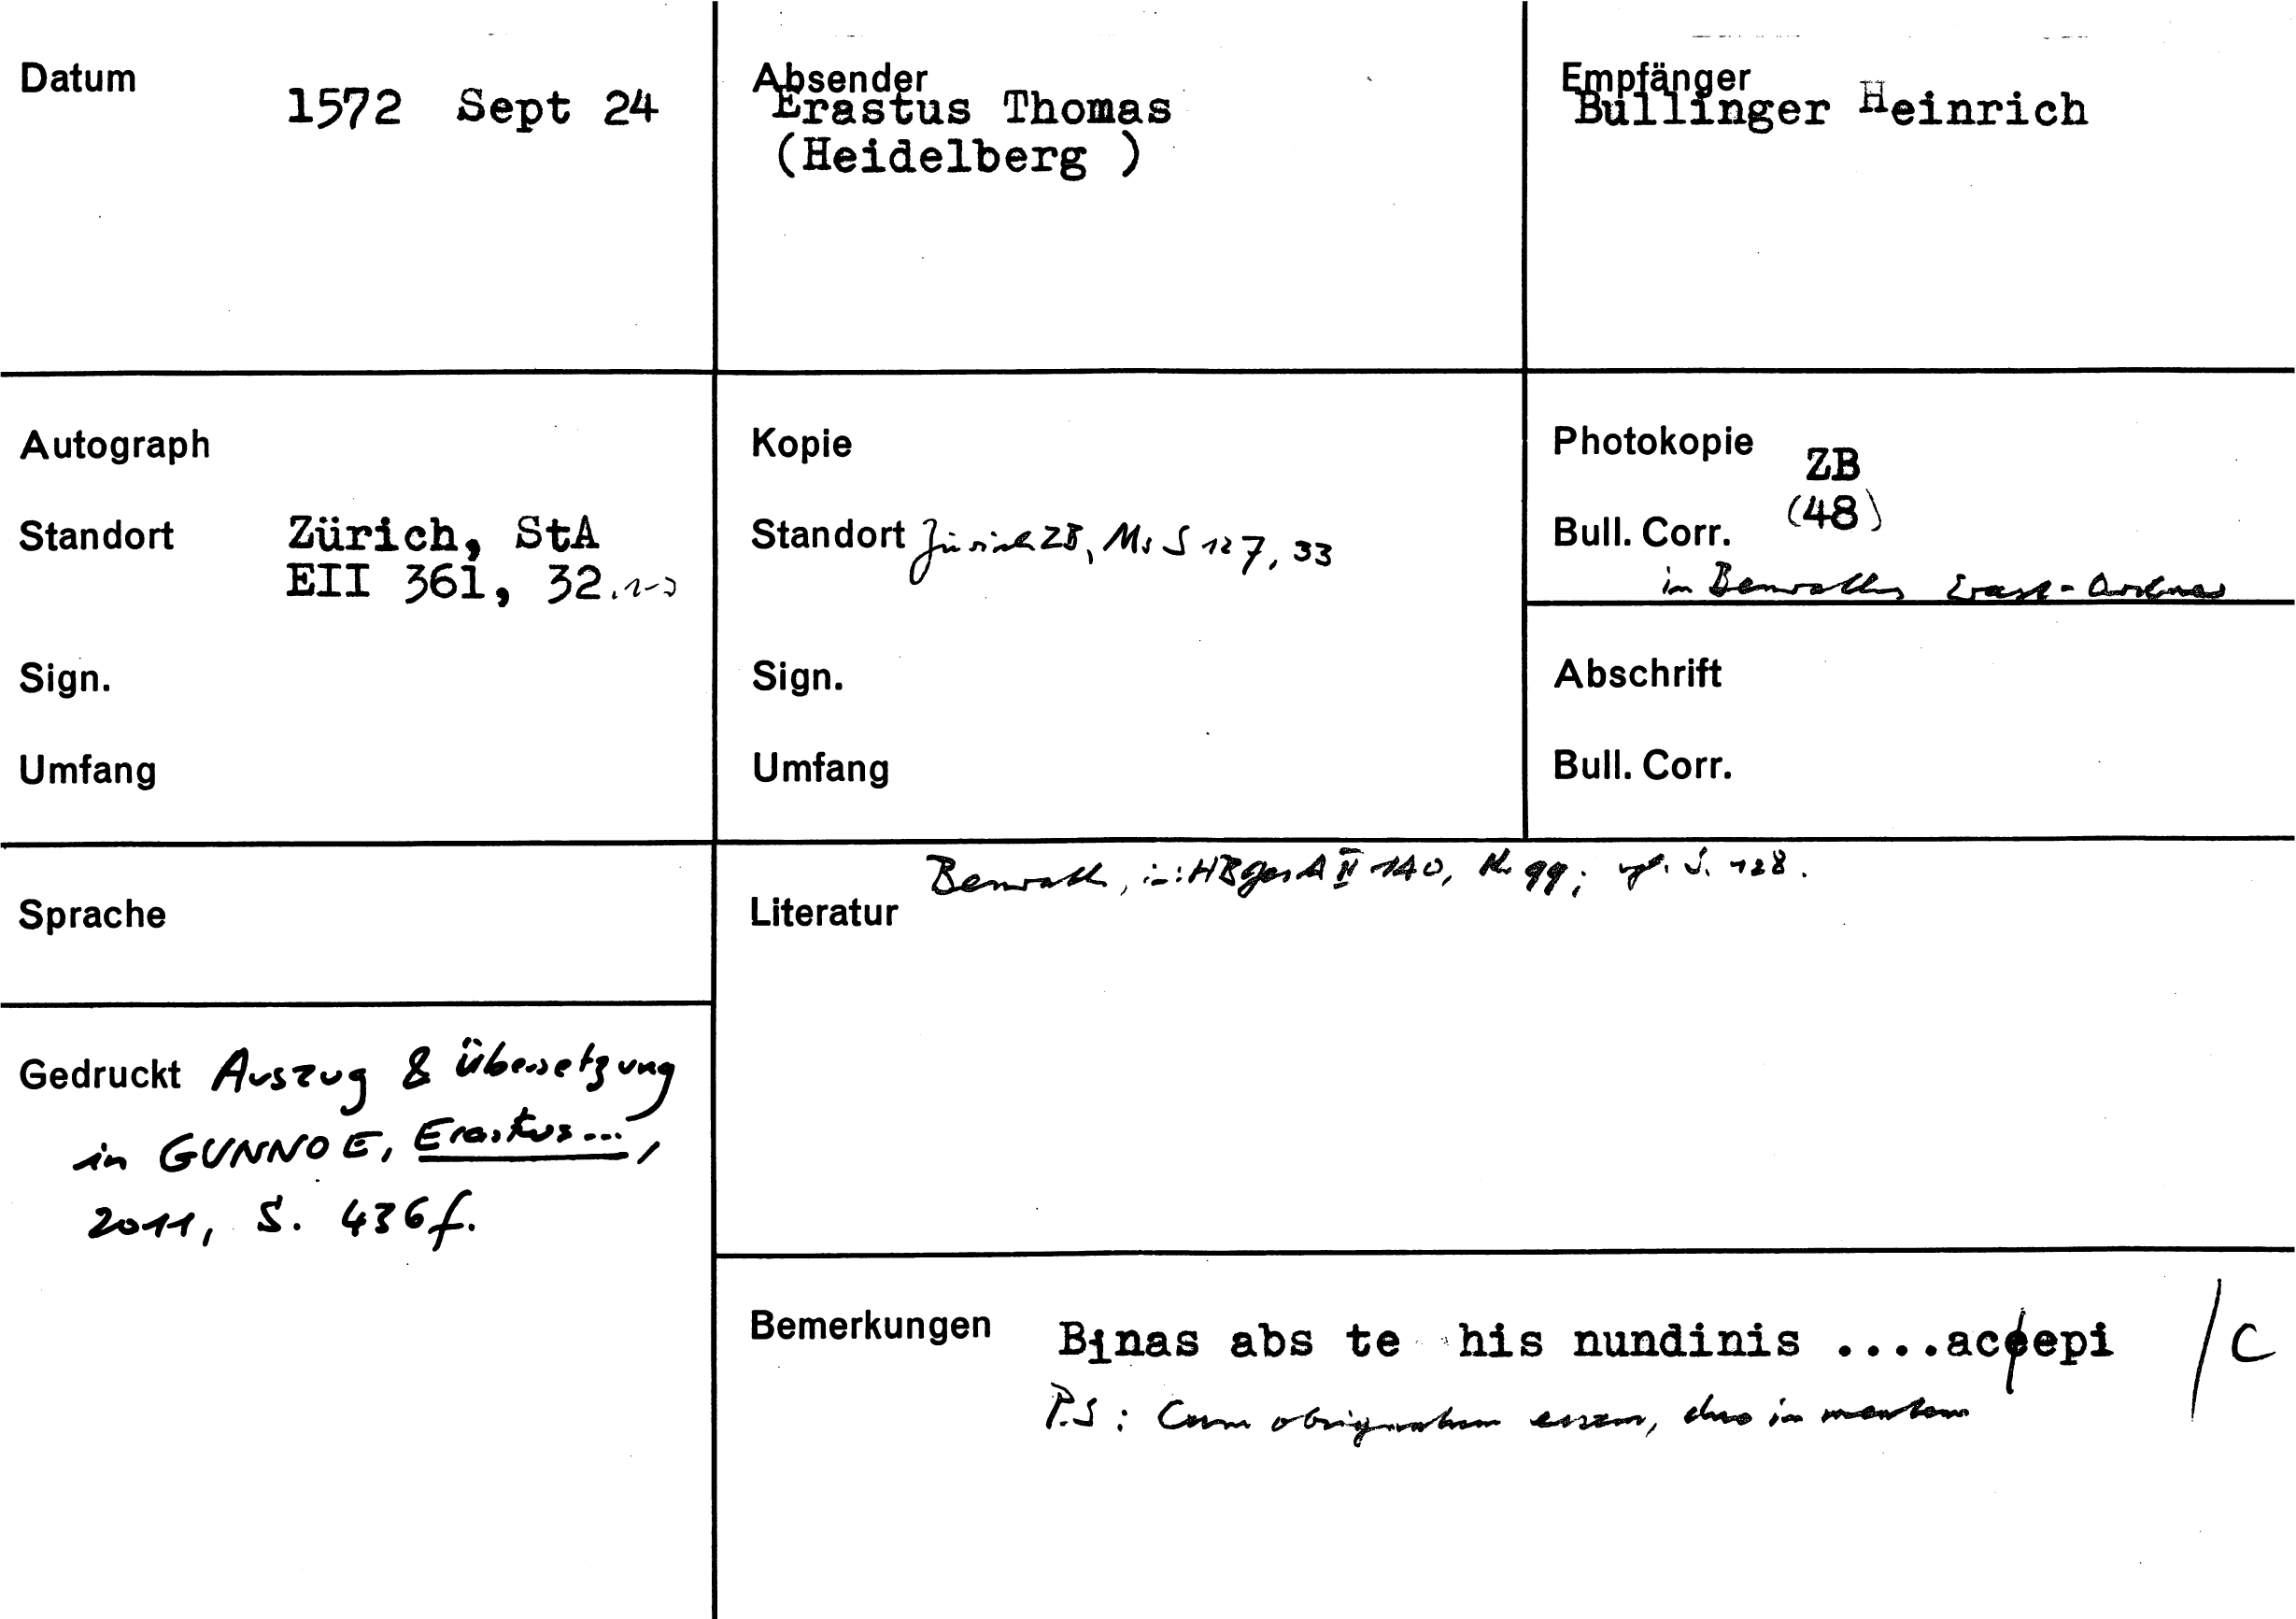 Datum
1572 Sept 24
Absender
Erastus Thomas
(Heidelberg )
Empfänger
Bullinger Heinrich
Autograph
Standort Zürich, StA
EII 361, 32.
Sign.
Umfang
Kopie
Standort Zürich ZB, Ms S 127, 33
Sign.
Umfang
Photokopie ZB
Bull. Corr. (48)
in Benraths Erast-
Abschrift
Bull. Corr.
Sprache
Gedruckt Auszug & Übersetzung
in GUNNOE, Erastus...,
2011, S. 436f.
Benrath, in: HBGesA II 140, Nr. 99; vgl. S. 128.
Literatur
Bemerkungen Binas abs te his nundinis ....accepi /C
P.S: Cum obsignatum essem, duo in mentem